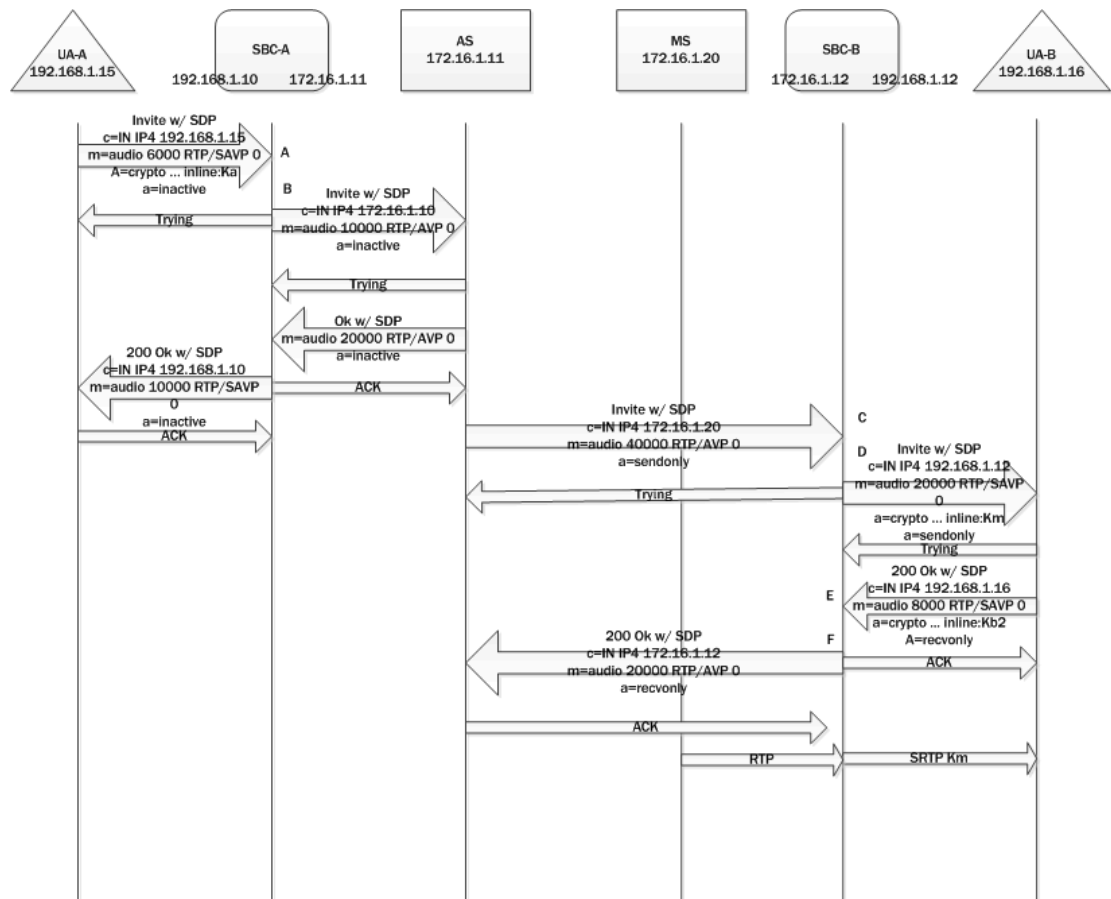 UA-A
192.168.1.15
SBC-A
192.168.1.10 172.16.1.11
AS
172.16.1.11
MS
172.16.1.20
SBC-B
172.16.1.12 192.168.1.12
UA-B
192.168.1.16
Invite w/ SDP
c=IN IP4 192.168.1.15
m=audio 6000 RTP/SAVP 0
A=crypto ... inline:Ka
a=inactive
A
B
Invite w/ SDP
c=IN IP4 172.16.1.10
m=audio 10000 RTP/AVP 0
a=inactive
Trying
Trying
Ok w/ SDP
m=audio 20000 RTP/AVP 0
a=inactive
200 Ok w/ SDP
c=IN IP4 192.168.1.10
m=audio 10000 RTP/SAVP
0
a=inactive
ACK
ACK
Invite w/ SDP
c=IN IP4 172.16.1.20
m=audio 40000 RTP/AVP 0
a=sendonly
C
D
Invite w/ SDP
c=IN IP4 192.168.1.12
m=audio 20000 RTP/SAVP
0
a=crypto ... inline:Km
a=sendonly
Trying
Trying
200 Ok w/ SDP
c=IN IP4 192.168.1.16
m=audio 8000 RTP/SAVP 0
a=crypto ... inline:Kb2
A=recvonly
E
F
200 Ok w/ SDP
c=IN IP4 172.16.1.12
m=audio 20000 RTP/AVP 0
a=recvonly
ACK
ACK
RTP
SRTP Km